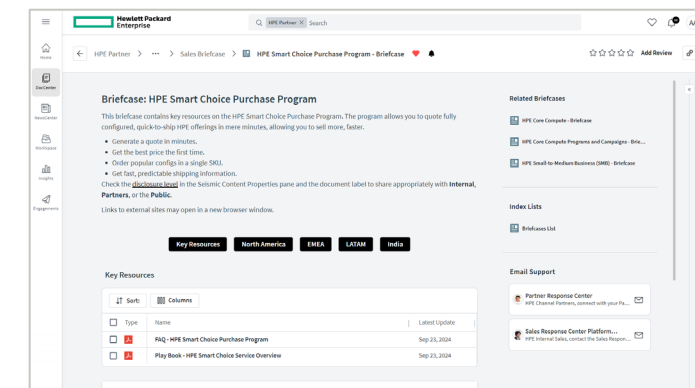 Hewlett Packard
Enterprise
HPE Partner × Search
HPE Partner > ··· > Sales Briefcase > HPE Smart Choice Purchase Program - Briefcase
Add Review
Home
DocCenter
NewsCenter
WorkSpace
Insights
Engagements
Briefcase: HPE Smart Choice Purchase Program
This briefcase contains key resources on the HPE Smart Choice Purchase Program. The program allows you to quote fully
configured, quick-to-ship HPE offerings in mere minutes, allowing you to sell more, faster.
• Generate a quote in minutes.
• Get the best price the first time.
• Order popular configs in a single SKU.
• Get fast, predictable shipping information.
Check the disclosure level in the Seismic Content Properties pane and the document label to share appropriately with Internal,
Partners, or the Public.
Links to external sites may open in a new browser window.
Key Resources North America EMEA LATAM India
Key Resources
Sort: Columns
Type Name Latest Update
FAQ - HPE Smart Choice Purchase Program Sep 23, 2024
Play Book - HPE Smart Choice Service Overview Sep 23, 2024
Related Briefcases
HPE Core Compute - Briefcase
HPE Core Compute Programs and Campaigns - Brie...
HPE Small-to-Medium Business (SMB) - Briefcase
Index Lists
Briefcases List
Email Support
Partner Response Center
HPE Channel Partners, connect with your Pa...
Sales Response Center Platform...
HPE Internal Sales, contact the Sales Respon...